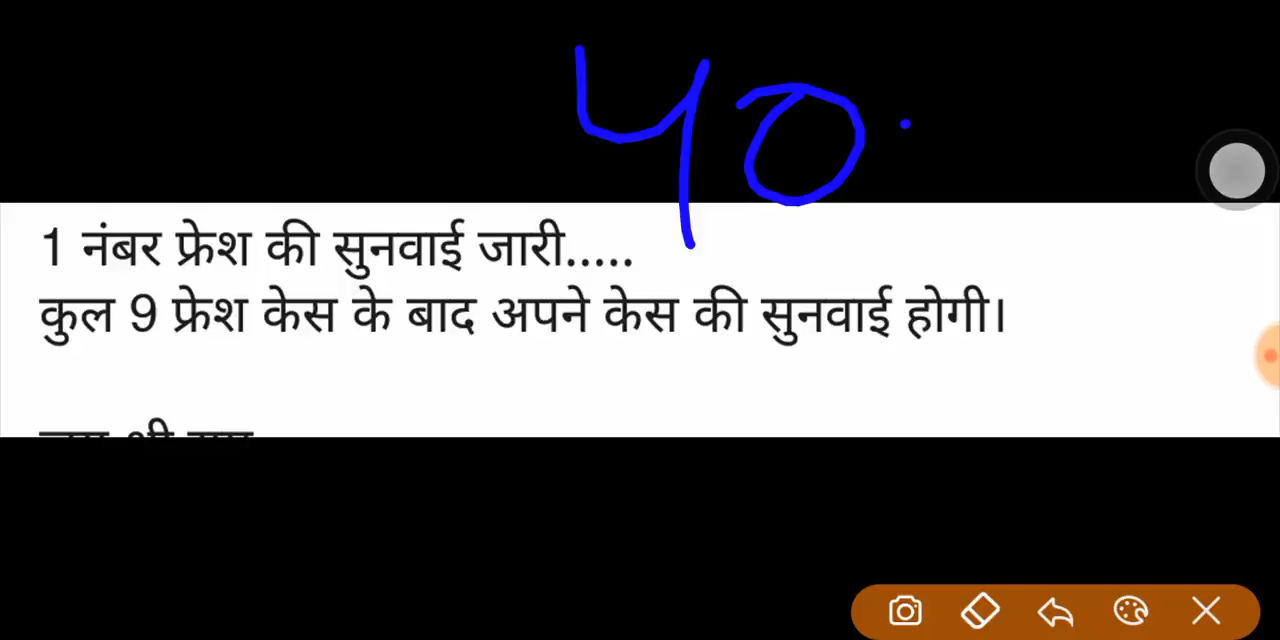 40
1 नंबर फ्रेश की सुनवाई जारी.....
कुल 9 फ्रेश केस के बाद अपने केस की सुनवाई होगी।